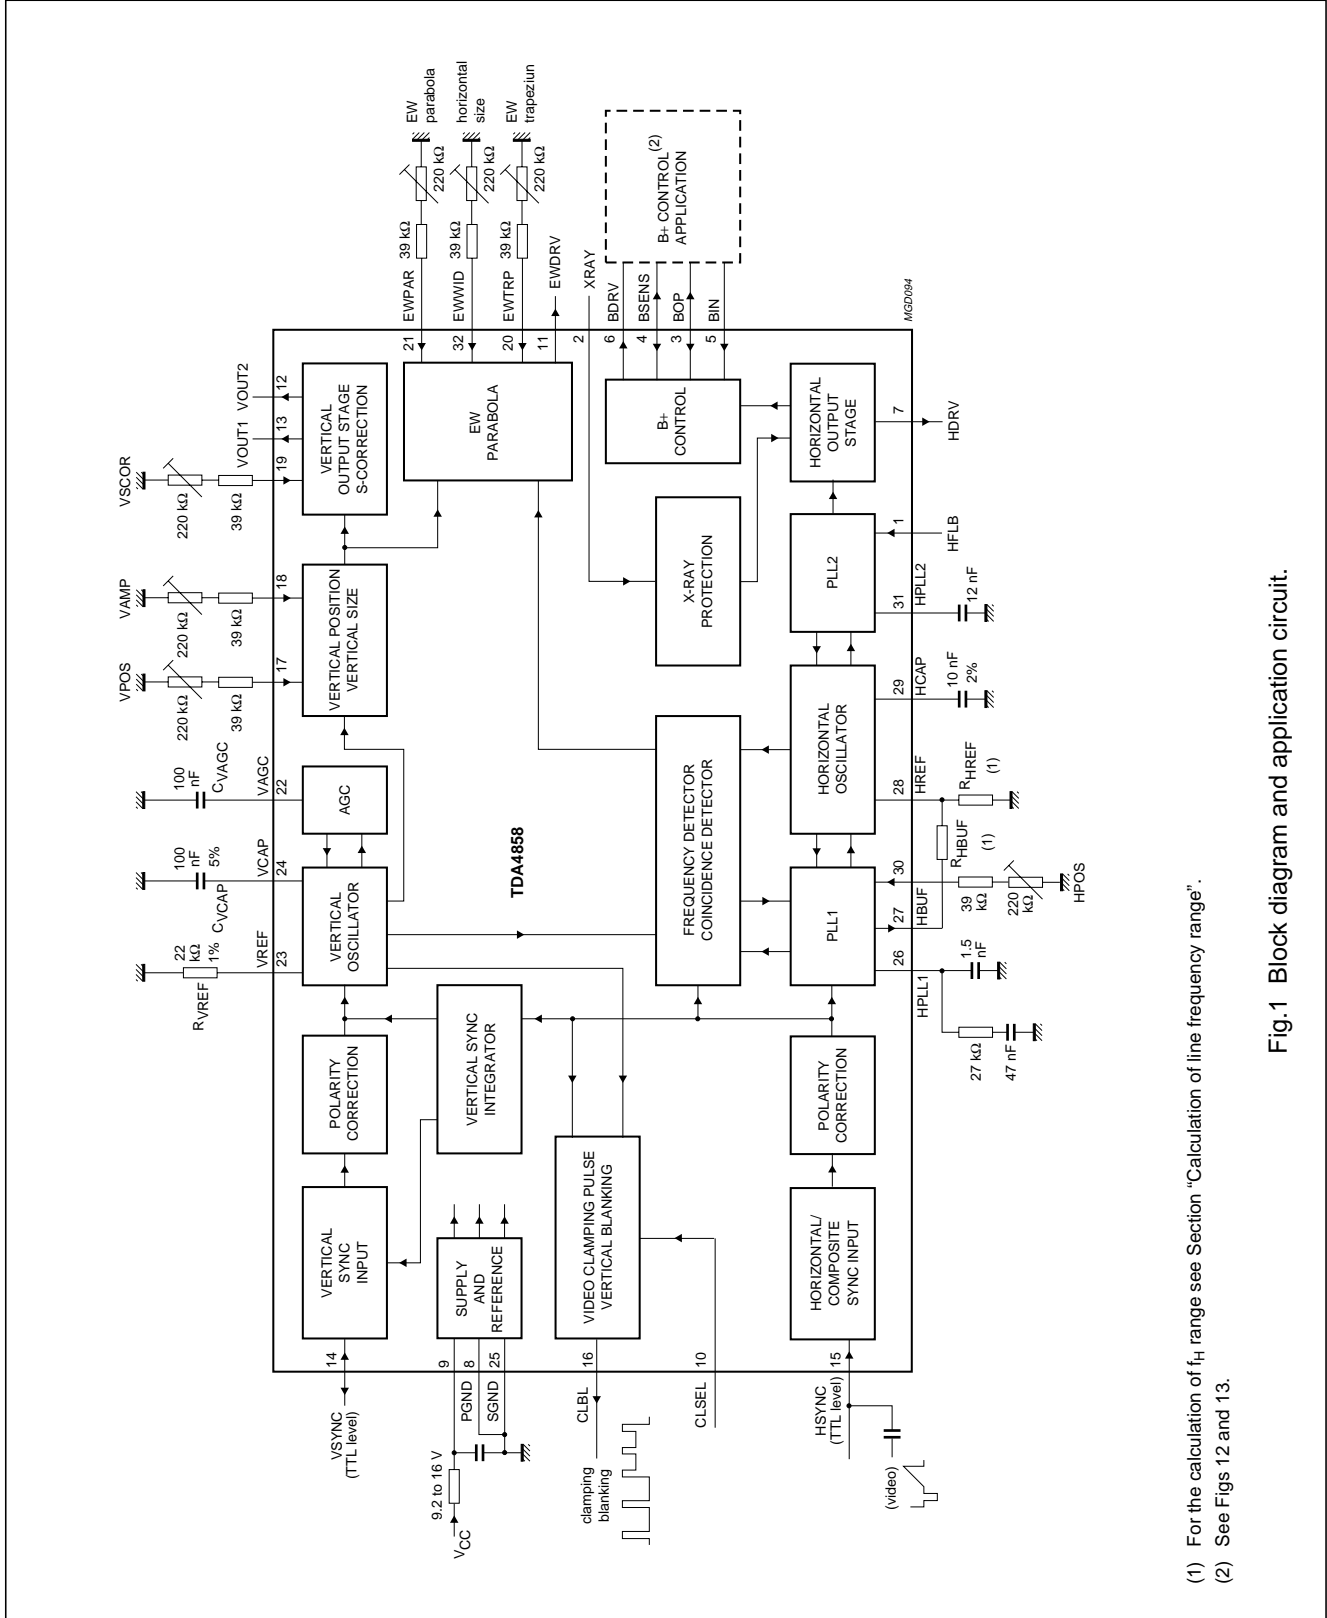 VSCOR
VAMP
VPOS
220 kΩ
39 kΩ
220 kΩ
39 kΩ
220 kΩ
39 kΩ
100
nF
CVAGC
VAGC
100
nF
5%
CVCAP
VCAP
22
kΩ
1%
RVREF
VREF
VOUT1
VOUT2
23
24
22
17
18
19
13
12
VSYNC
(TTL level)
14
VERTICAL
SYNC
INPUT
POLARITY
CORRECTION
VERTICAL
OSCILLATOR
AGC
VERTICAL POSITION
VERTICAL SIZE
VERTICAL
OUTPUT STAGE
S-CORRECTION
EWPAR
21
39 kΩ
220 kΩ
EW
parabola
EWWID
32
39 kΩ
220 kΩ
horizontal
size
EWTRP
20
39 kΩ
220 kΩ
EW
trapeziun
11
EWDRV
EW
PARABOLA
9.2 to 16 V
VCC
9
PGND
8
SGND
25
SUPPLY
AND
REFERENCE
VERTICAL SYNC
INTEGRATOR
TDA4858
2
XRAY
clamping
blanking
CLBL
16
VIDEO CLAMPING PULSE
VERTICAL BLANKING
CLSEL
10
FREQUENCY DETECTOR
COINCIDENCE DETECTOR
X-RAY
PROTECTION
B+
CONTROL
6
BDRV
4
BSENS
3
BOP
5
BIN
B+ CONTROL(2)
APPLICATION
HSYNC
(TTL level)
15
(video)
HORIZONTAL/
COMPOSITE
SYNC INPUT
POLARITY
CORRECTION
PLL1
HORIZONTAL
OSCILLATOR
PLL2
HORIZONTAL
OUTPUT
STAGE
26
27
30
28
29
31
1
7
HPLL1
HBUF
HREF
HCAP
HPLL2
HFLB
HDRV
27 kΩ
47 nF
1.5
nF
39
kΩ
220
kΩ
HPOS
RHBUF
(1)
RHREF
(1)
10 nF
2%
12 nF
MGD094
(1) For the calculation of fH range see Section "Calculation of line frequency range".
(2) See Figs 12 and 13.
Fig.1 Block diagram and application circuit.